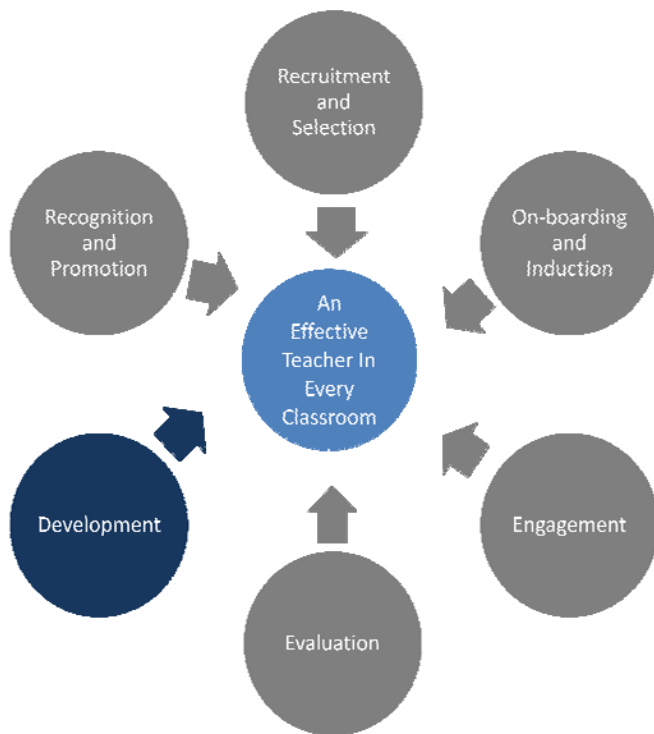 Recruitment
and
Selection
On-boarding
and
Induction
Engagement
Evaluation
Development
Recognition
and
Promotion
An
Effective
Teacher In
Every
Classroom